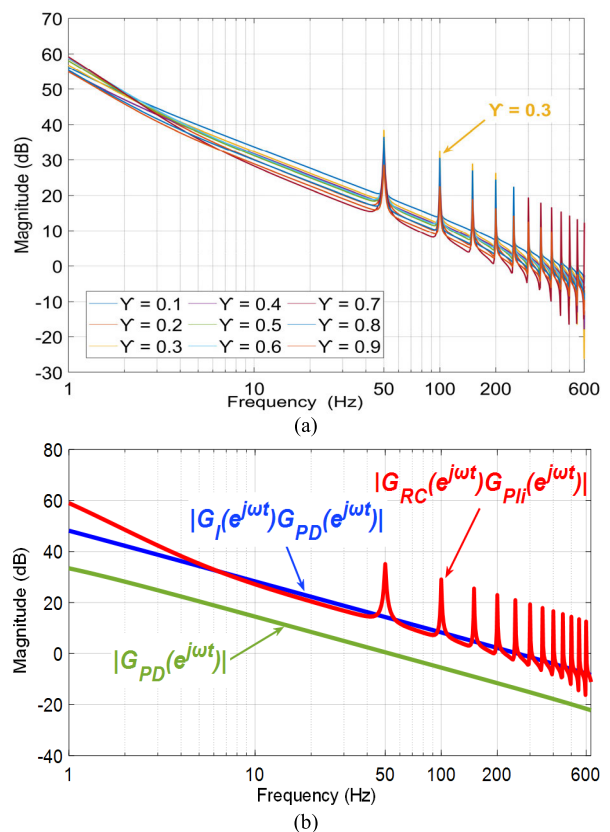 70
60
50
40
30
20
10
0
-10
-20
-30
Magnitude (dB)
ϒ = 0.3
ϒ = 0.1 ϒ = 0.4 ϒ = 0.7
ϒ = 0.2 ϒ = 0.5 ϒ = 0.8
ϒ = 0.3 ϒ = 0.6 ϒ = 0.9
1 10 50 100 200 600
Frequency (Hz)
(a)
80
60
40
20
0
-20
-40
Magnitude (dB)
|G_RC(e^jωt)G_PIi(e^jωt)|
|G_I(e^jωt)G_PD(e^jωt)|
|G_PD(e^jωt)|
1 10 50 100 200 600
Frequency (Hz)
(b)